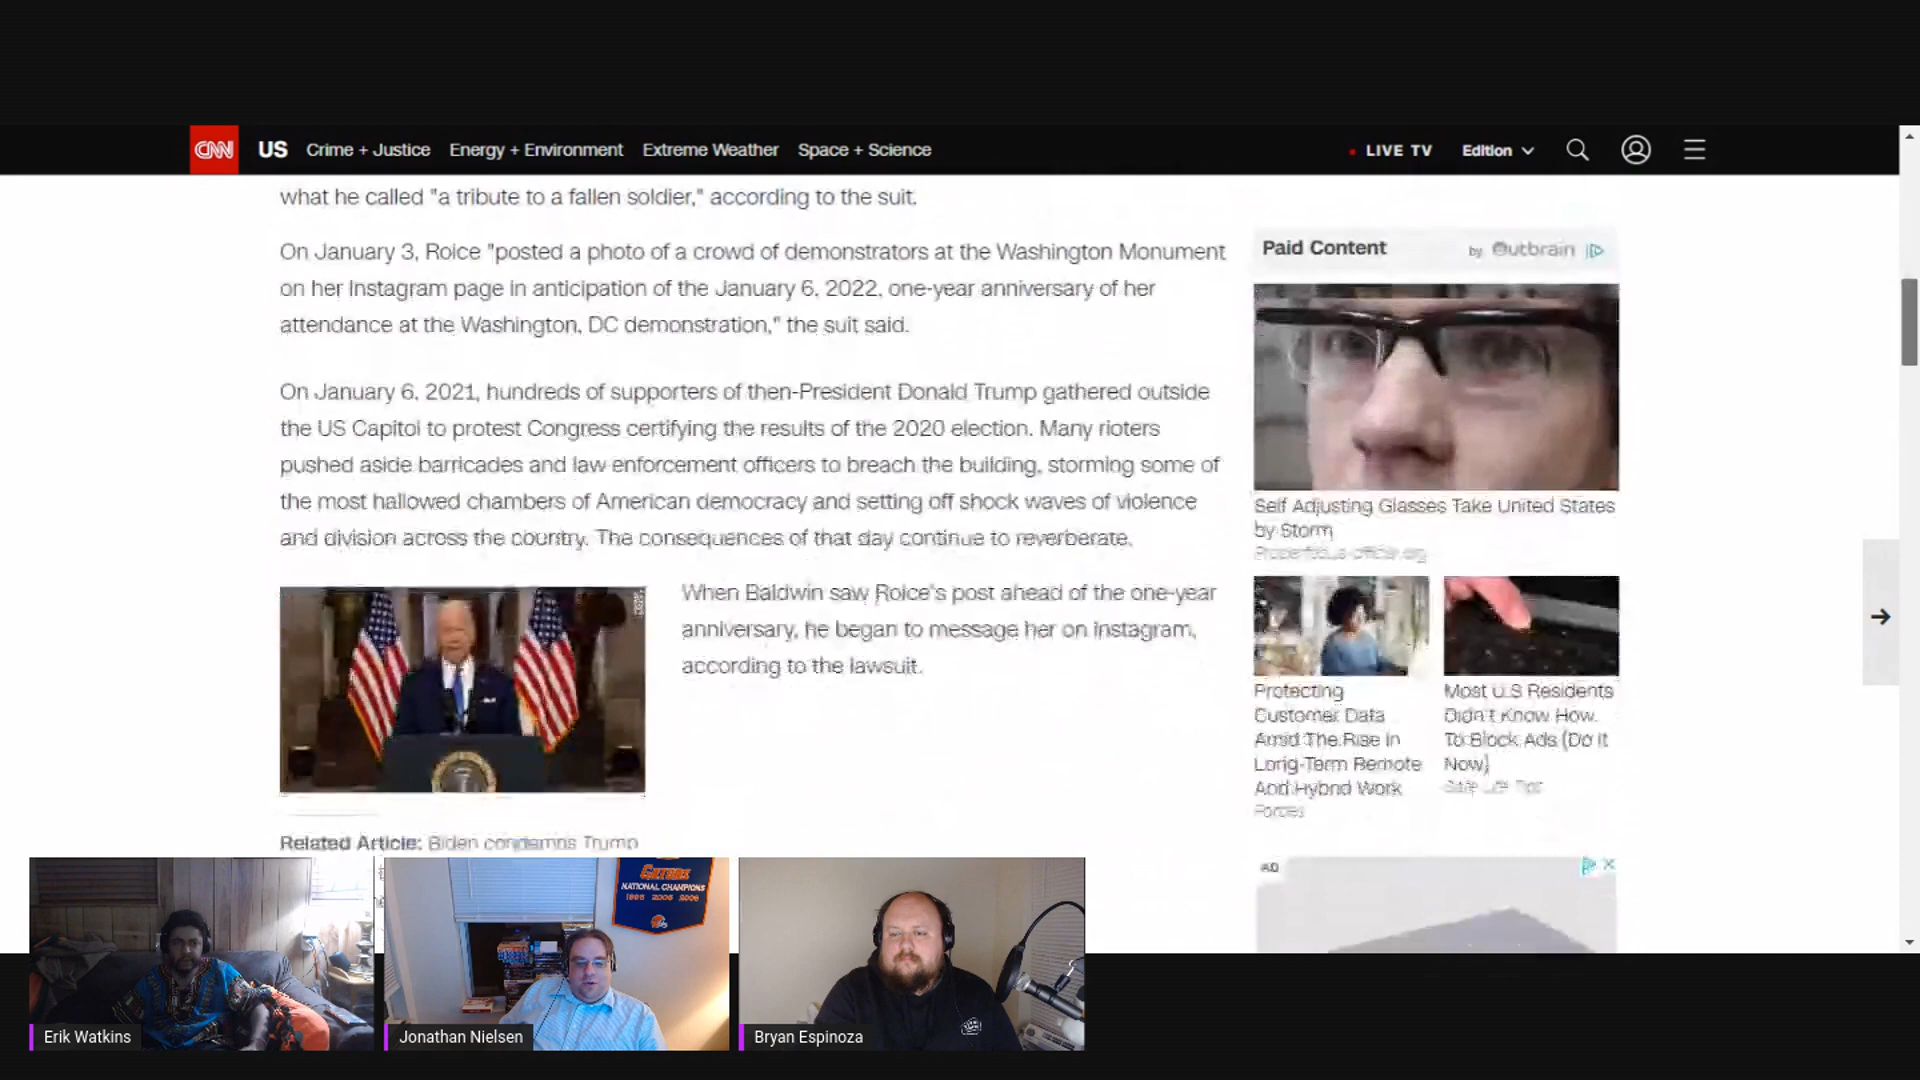 CNN US Crime + Justice Energy + Environment Extreme Weather Space + Science LIVE TV Edition
what he called "a tribute to a fallen soldier," according to the suit.
On January 3, Roice "posted a photo of a crowd of demonstrators at the Washington Monument
on her Instagram page in anticipation of the January 6, 2022, one-year anniversary of her
attendance at the Washington, DC demonstration," the suit said.
On January 6, 2021, hundreds of supporters of then-President Donald Trump gathered outside
the US Capitol to protest Congress certifying the results of the 2020 election. Many rioters
pushed aside barricades and law enforcement officers to breach the building, storming some of
the most hallowed chambers of American democracy and setting off shock waves of violence
and division across the country. The consequences of that day continue to reverberate.
When Baldwin saw Roice's post ahead of the one-year
anniversary, he began to message her on Instagram,
according to the lawsuit.
Related Article: Biden condemns Trump
Paid Content by Outbrain
Self Adjusting Glasses Take United States
by Storm
Protecting
Customer Data
Amid The Rise In
Long-Term Remote
And Hybrid Work
Forbes
Most U.S Residents
Didn't Know How
To Block Ads (Do It
Now)
AD
GATORS
NATIONAL CHAMPIONS
1996 2006 2008
Erik Watkins
Jonathan Nielsen
Bryan Espinoza